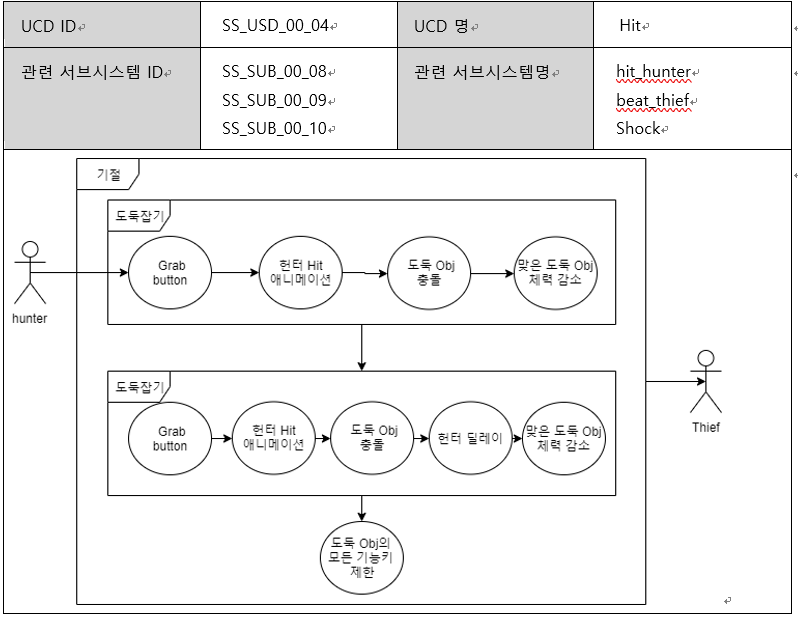 UCD ID
SS_USD_00_04
UCD 명
Hit
관련 서브시스템 ID
SS_SUB_00_08
SS_SUB_00_09
SS_SUB_00_10
관련 서브시스템명
hit_hunter
beat_thief
Shock
기절
도둑잡기
Grab
button
헌터 Hit
애니메이션
도둑 Obj
충돌
맞은 도둑 Obj
체력 감소
hunter
도둑잡기
Grab
button
헌터 Hit
애니메이션
도둑 Obj
충돌
헌터 딜레이
맞은 도둑 Obj
체력 감소
Thief
도둑 Obj의
모든 기능키
제한